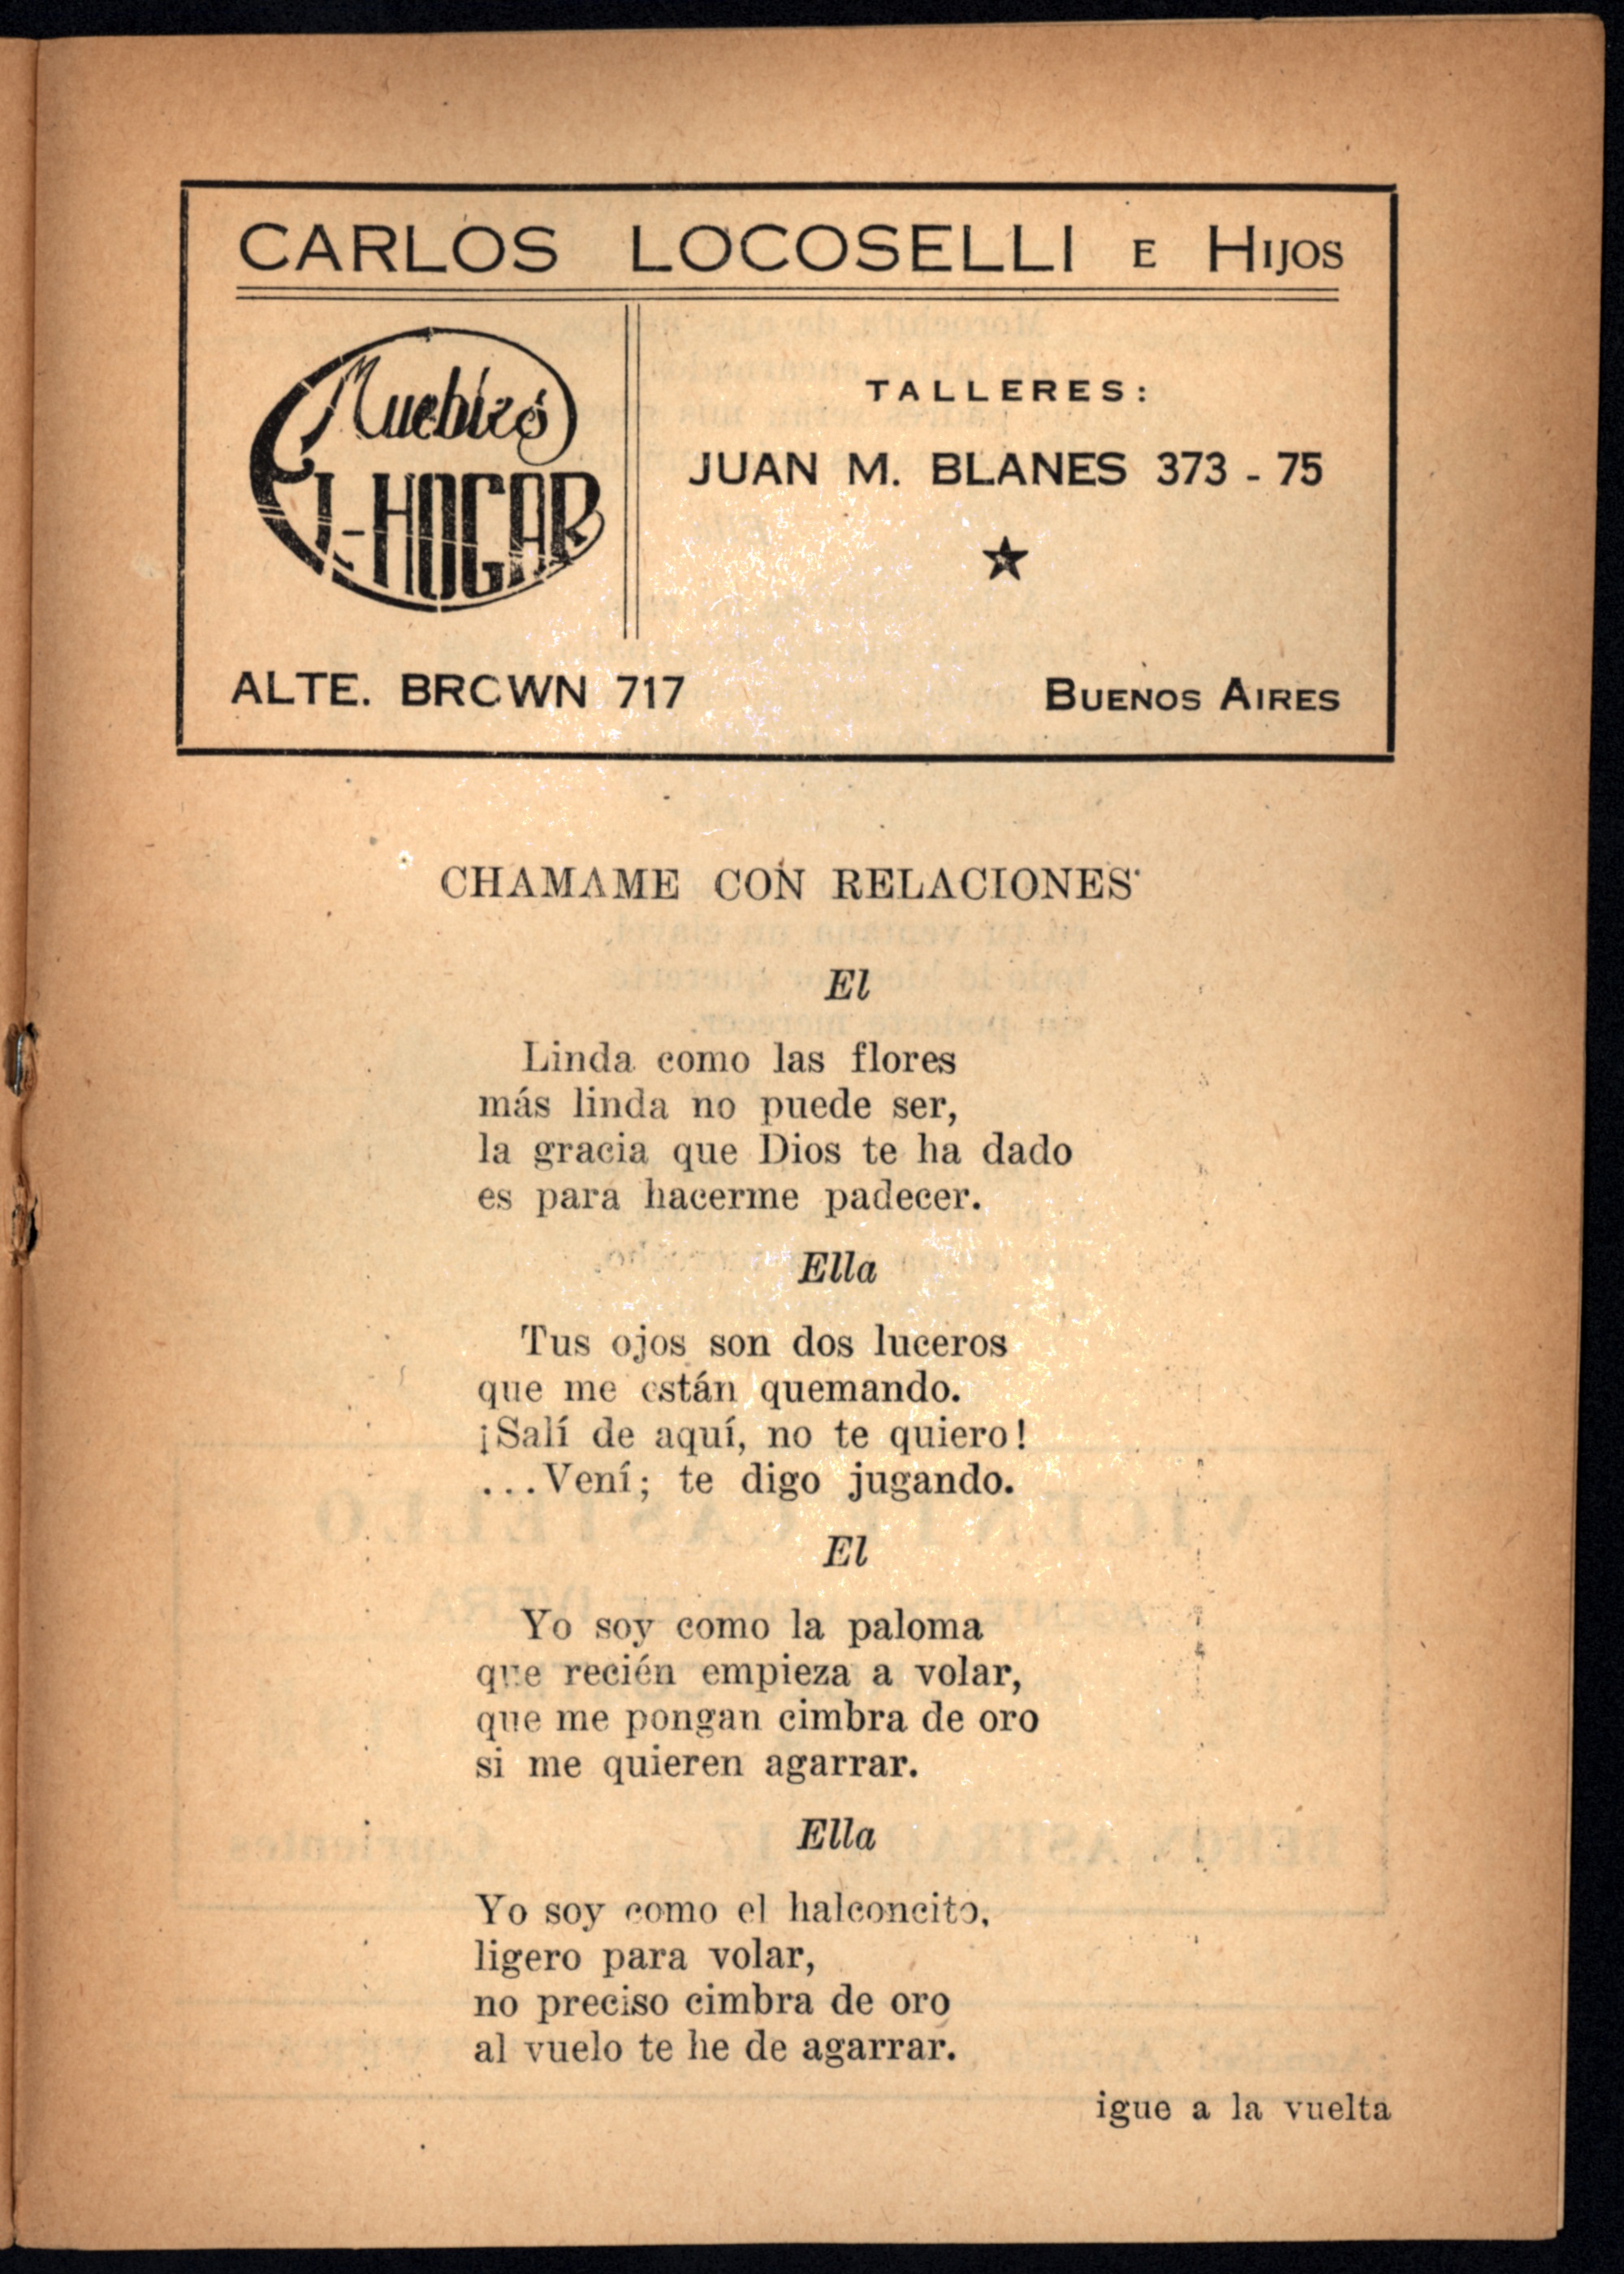 CARLOS LOCOSELLI E HIJOS
Muebles
EL HOGAR
TALLERES:
JUAN M. BLANES 373 - 75
★
ALTE. BROWN 717
BUENOS AIRES
CHAMAME CON RELACIONES
El
Linda como las flores
más linda no puede ser,
la gracia que Dios te ha dado
es para hacerme padecer.
Ella
Tus ojos son dos luceros
que me están quemando.
¡Salí de aquí, no te quiero!
...Vení; te digo jugando.
El
Yo soy como la paloma
que recién empieza a volar,
que me pongan cimbra de oro
si me quieren agarrar.
Ella
Yo soy como el halconcito,
ligero para volar,
no preciso cimbra de oro
al vuelo te he de agarrar.
igue a la vuelta